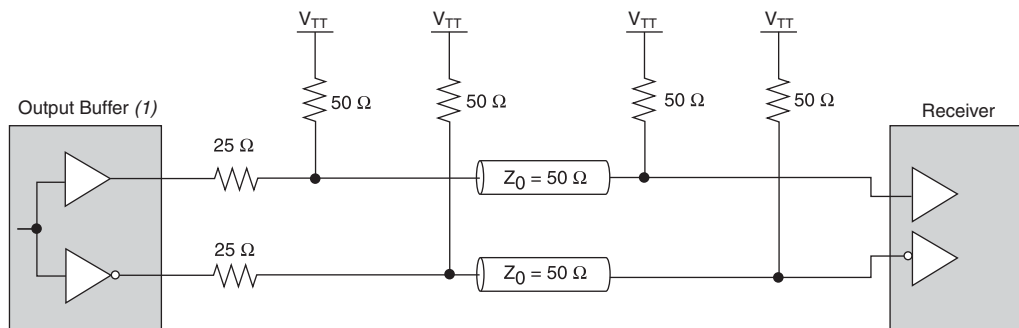 V_TT V_TT V_TT V_TT
50 Ω 50 Ω 50 Ω 50 Ω
Output Buffer (1) Receiver
25 Ω
Z_0 = 50 Ω
25 Ω
Z_0 = 50 Ω